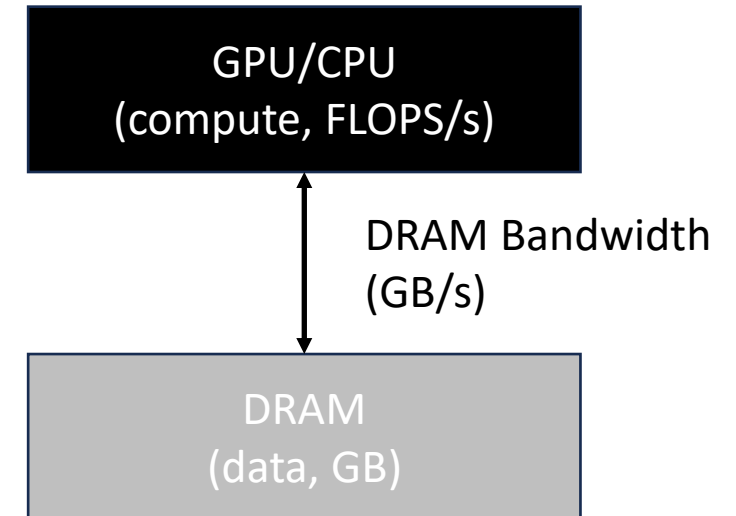 GPU/CPU
(compute, FLOPS/s)
DRAM Bandwidth
(GB/s)
DRAM
(data, GB)